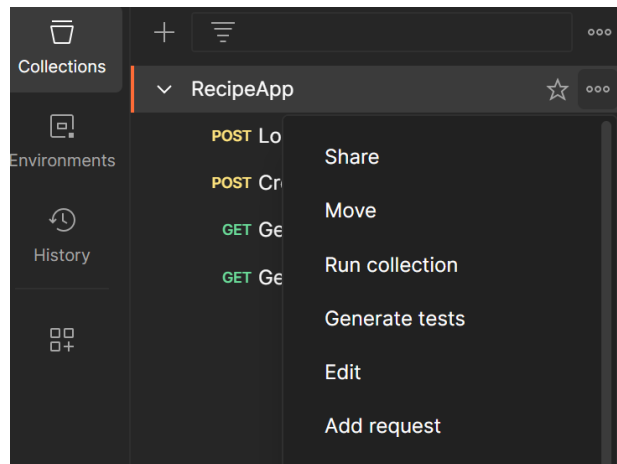 Collections
Environments
History
RecipeApp
POST Lo
POST Cr
GET Ge
GET Ge
Share
Move
Run collection
Generate tests
Edit
Add request